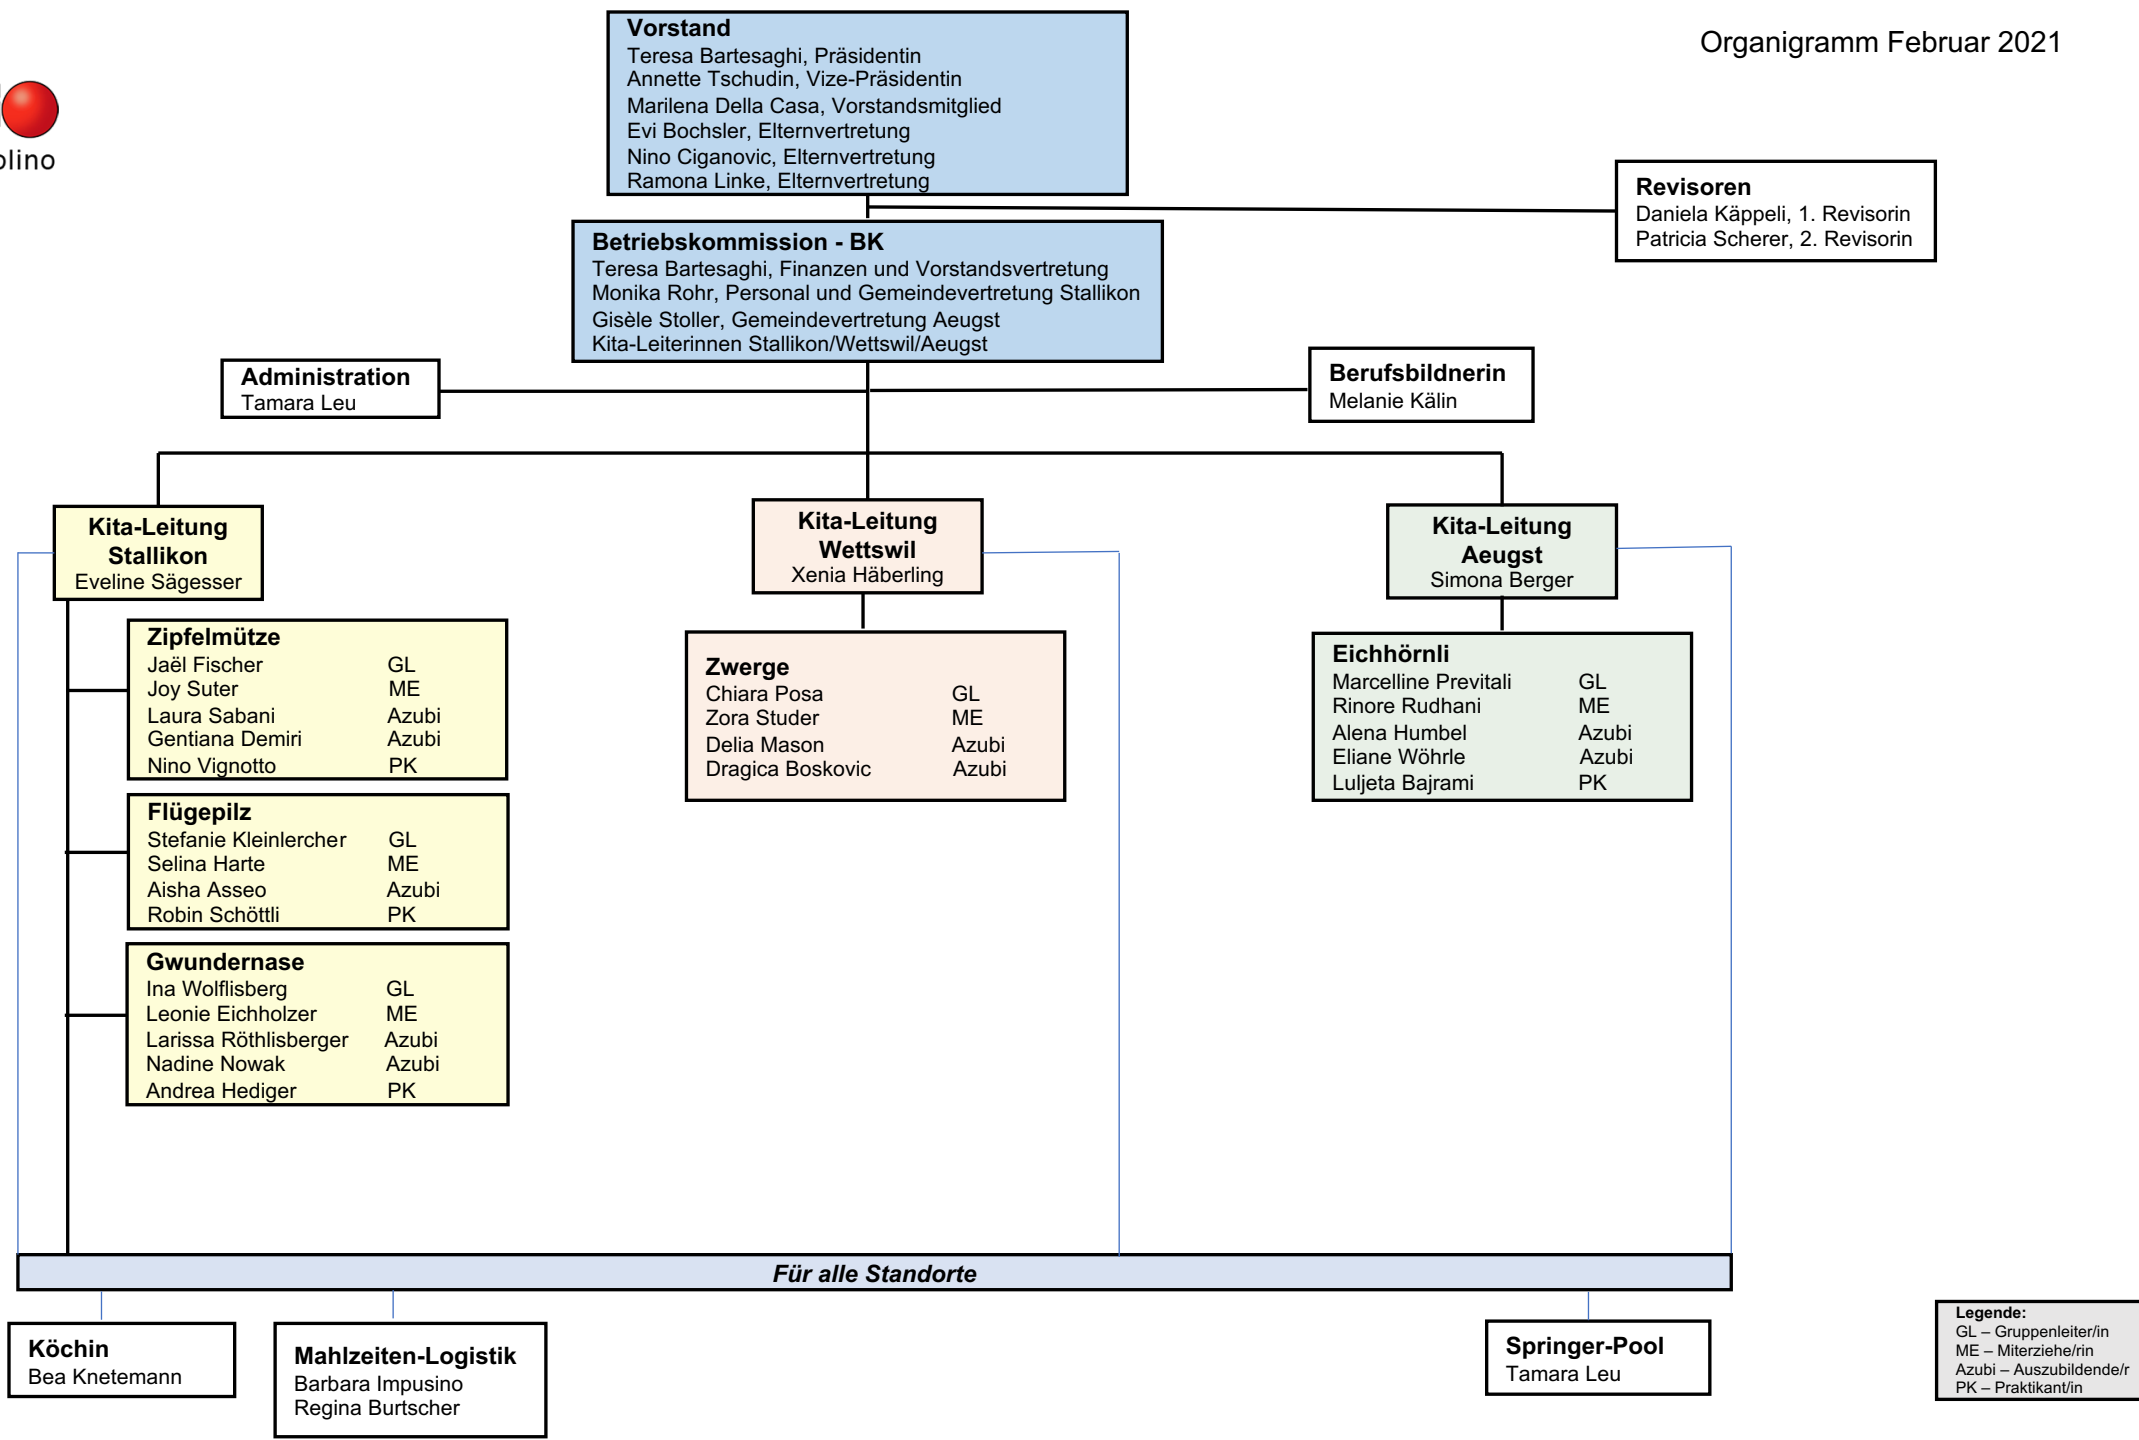 Organigramm Februar 2021
Vorstand
Teresa Bartesaghi, Präsidentin
Annette Tschudin, Vize-Präsidentin
Marilena Della Casa, Vorstandsmitglied
Evi Bochsler, Elternvertretung
Nino Ciganovic, Elternvertretung
Ramona Linke, Elternvertretung
olino
Revisoren
Daniela Käppeli, 1. Revisorin
Patricia Scherer, 2. Revisorin
Betriebskommission - BK
Teresa Bartesaghi, Finanzen und Vorstandsvertretung
Monika Rohr, Personal und Gemeindevertretung Stallikon
Gisèle Stoller, Gemeindevertretung Aeugst
Kita-Leiterinnen Stallikon/Wettswil/Aeugst
Administration
Tamara Leu
Berufsbildnerin
Melanie Kälin
Kita-Leitung
Stallikon
Eveline Sägesser
Kita-Leitung
Wettswil
Xenia Häberling
Kita-Leitung
Aeugst
Simona Berger
Zipfelmütze
Jaël Fischer GL
Joy Suter ME
Laura Sabani Azubi
Gentiana Demiri Azubi
Nino Vignotto PK
Flügepilz
Stefanie Kleinlercher GL
Selina Harte ME
Aisha Asseo Azubi
Robin Schöttli PK
Gwundernase
Ina Wolflisberg GL
Leonie Eichholzer ME
Larissa Röthlisberger Azubi
Nadine Nowak Azubi
Andrea Hediger PK
Zwerge
Chiara Posa GL
Zora Studer ME
Delia Mason Azubi
Dragica Boskovic Azubi
Eichhörnli
Marcelline Previtali GL
Rinore Rudhani ME
Alena Humbel Azubi
Eliane Wöhrle Azubi
Luljeta Bajrami PK
Für alle Standorte
Köchin
Bea Knetemann
Mahlzeiten-Logistik
Barbara Impusino
Regina Burtscher
Springer-Pool
Tamara Leu
Legende:
GL – Gruppenleiter/in
ME – Miterziehe/rin
Azubi – Auszubildende/r
PK – Praktikant/in